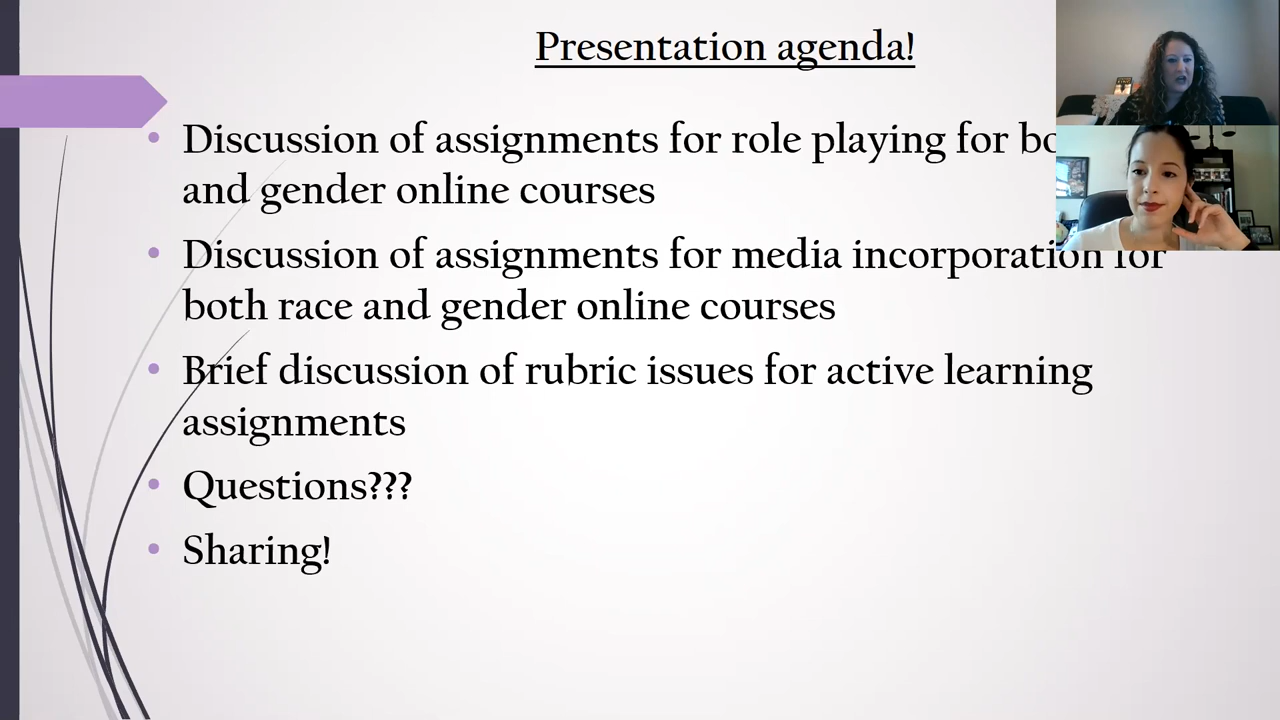 Presentation agenda!
Discussion of assignments for role playing for
and gender online courses
Discussion of assignments for media incorporation for
both race and gender online courses
Brief discussion of rubric issues for active learning
assignments
Questions???
Sharing!